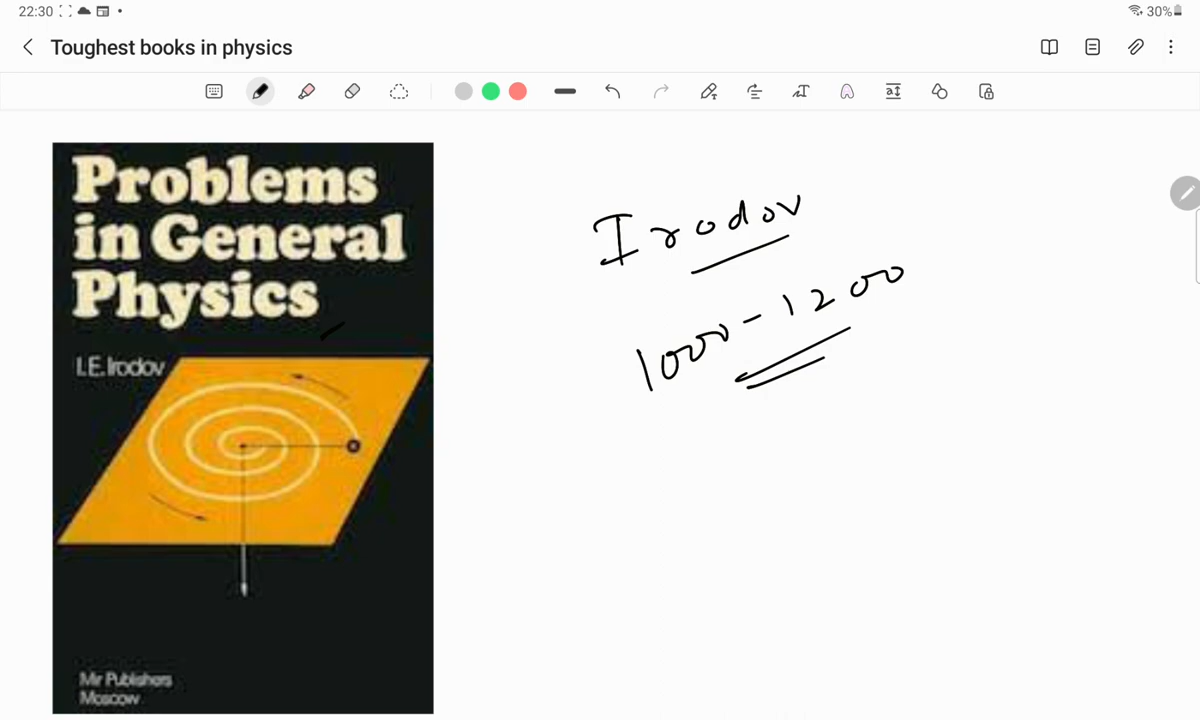 22:30
30%
Toughest books in physics
Problems
in General
Physics
I.E. Irodov
Mir Publishers
Moscow
Irodov
1000-1200